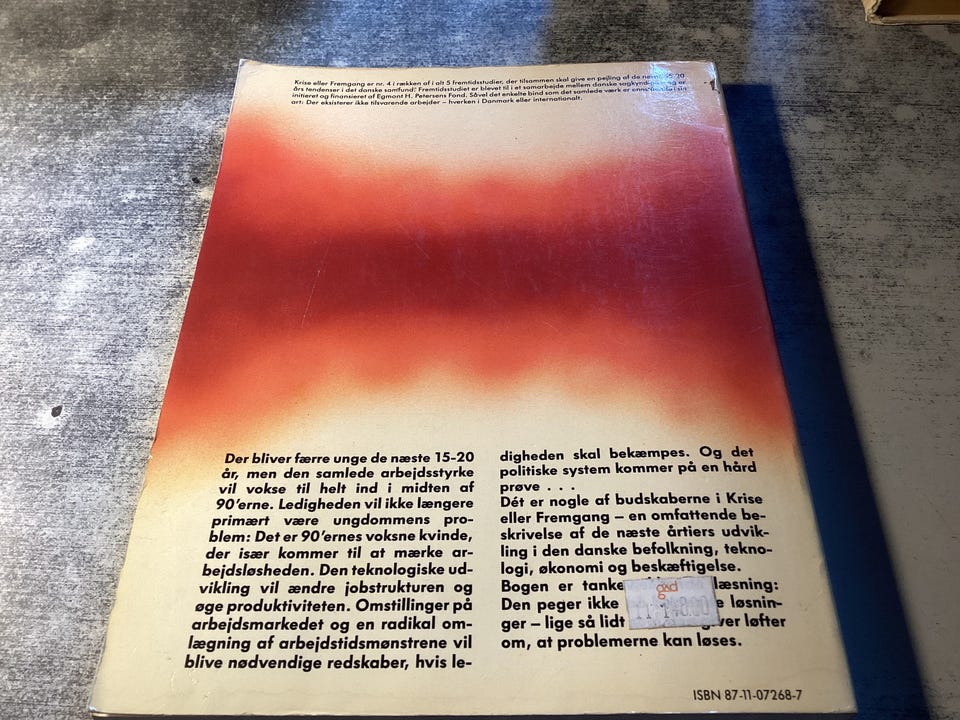 Krise eller Fremgang er nr. 4 i rækken af i alt 5 fremtidsstudier, der tilsammen skal give en pejling af de næste 15-20
års tendenser i det danske samfund. Fremtidsstudiet er blevet til i et samarbejde mellem danske og
initieret og finansieret af Egmont H. Petersens Fond. Såvel det enkelte bind som det samlede værk er i sin
art: Der eksisterer ikke tilsvarende arbejder – hverken i Danmark eller internationalt.
Der bliver færre unge de næste 15-20
år, men den samlede arbejdsstyrke
vil vokse til helt ind i midten af
90'erne. Ledigheden vil ikke længere
primært være ungdommens pro-
blem: Det er 90'ernes voksne kvinde,
der især kommer til at mærke ar-
bejdsløsheden. Den teknologiske ud-
vikling vil ændre jobstrukturen og
øge produktiviteten. Omstillinger på
arbejdsmarkedet og en radikal om-
lægning af arbejdstidsmønstrene vil
blive nødvendige redskaber, hvis le-
digheden skal bekæmpes. Og det
politiske system kommer på en hård
prøve . . .
Dét er nogle af budskaberne i Krise
eller Fremgang – en omfattende be-
skrivelse af de næste årtiers udvik-
ling i den danske befolkning, tekno-
logi, økonomi og beskæftigelse.
Bogen er læsning:
Den peger ikke løsnin-
ger – lige så lidt løfter
om, at problemerne kan løses.
gad
ISBN 87-11-07268-7